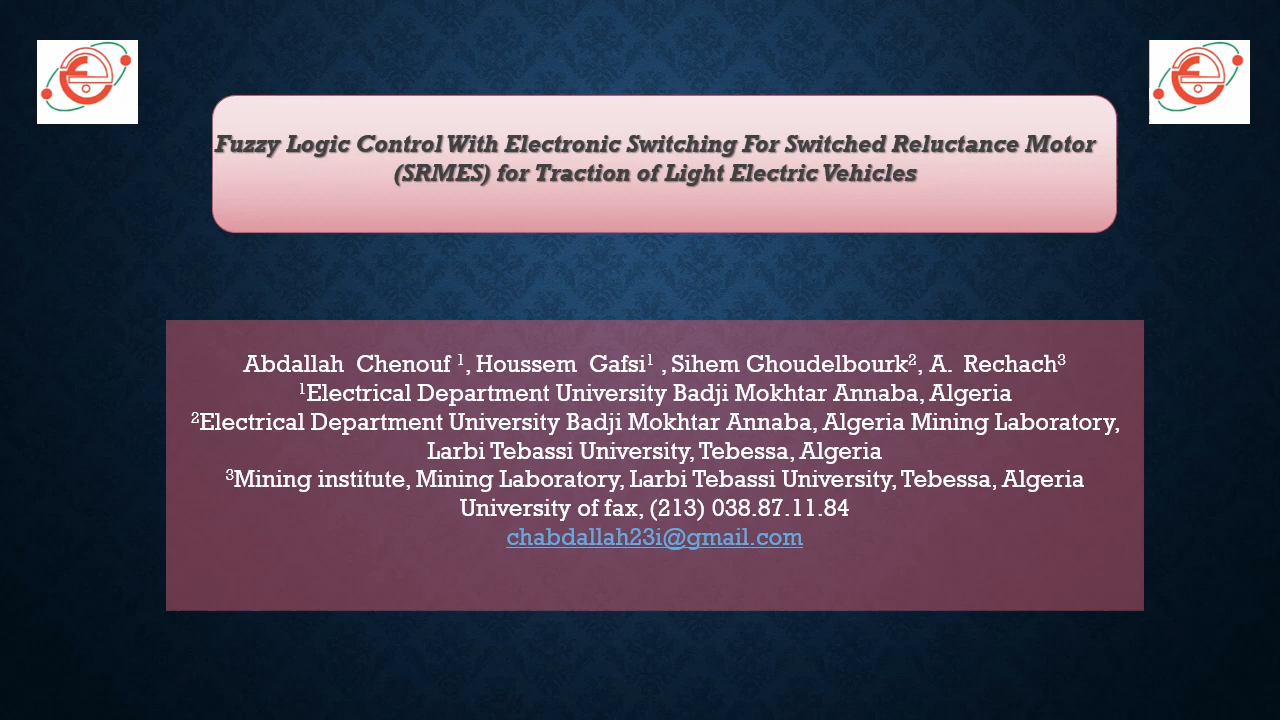 Fuzzy Logic Control With Electronic Switching For Switched Reluctance Motor
(SRMES) for Traction of Light Electric Vehicles
Abdallah Chenouf ¹, Houssem Gafsi¹ , Sihem Ghoudelbourk², A. Rechach³
¹Electrical Department University Badji Mokhtar Annaba, Algeria
²Electrical Department University Badji Mokhtar Annaba, Algeria Mining Laboratory,
Larbi Tebassi University, Tebessa, Algeria
³Mining institute, Mining Laboratory, Larbi Tebassi University, Tebessa, Algeria
University of fax, (213) 038.87.11.84
chabdallah23i@gmail.com